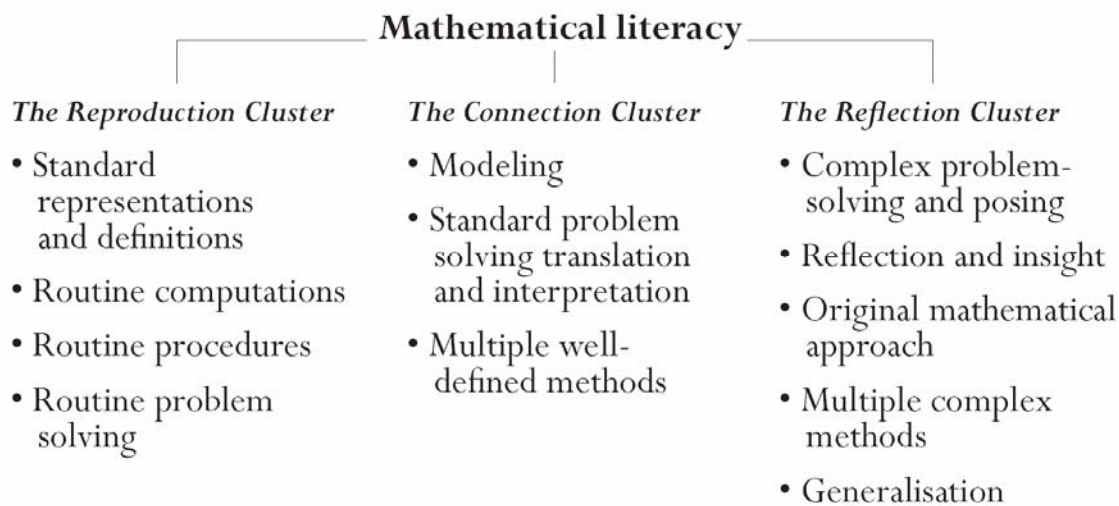 Mathematical literacy
The Reproduction Cluster
• Standard
representations
and definitions
• Routine computations
• Routine procedures
• Routine problem
solving
The Connection Cluster
• Modeling
• Standard problem
solving translation
and interpretation
• Multiple well-
defined methods
The Reflection Cluster
• Complex problem-
solving and posing
• Reflection and insight
• Original mathematical
approach
• Multiple complex
methods
• Generalisation